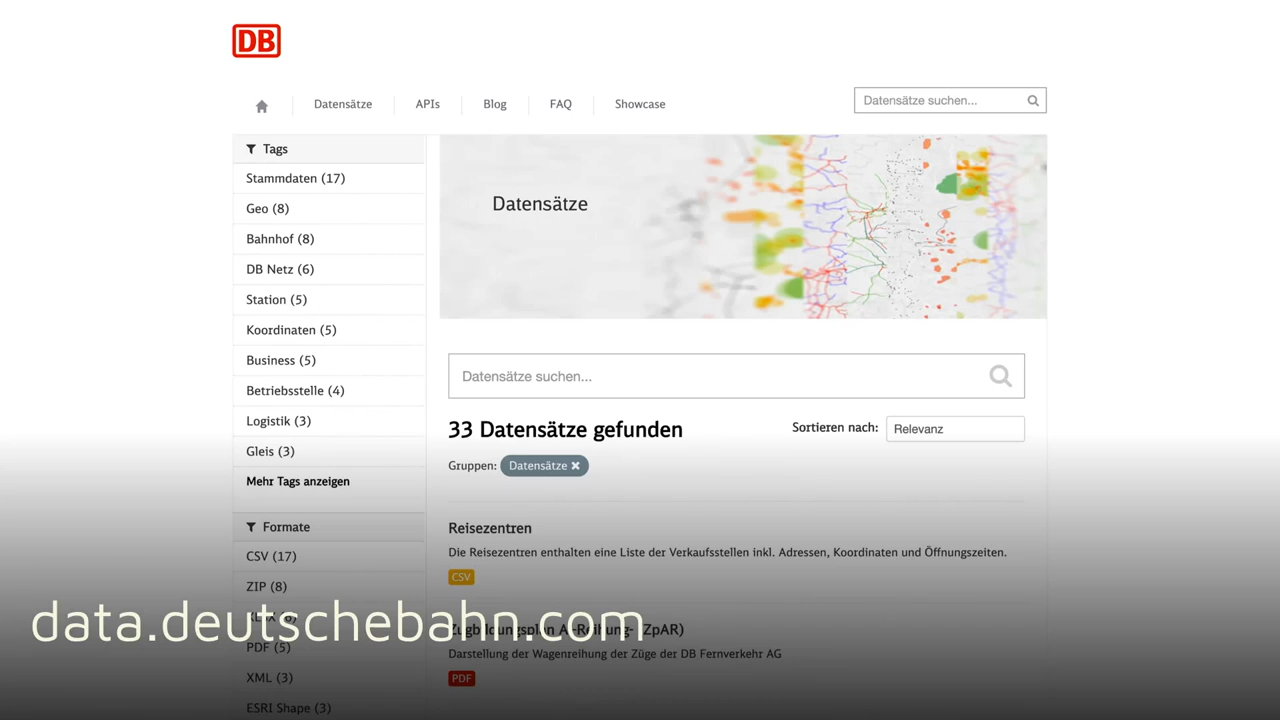 DB
Datensätze
APIs
Blog
FAQ
Showcase
Datensätze suchen...
Tags
Stammdaten (17)
Geo (8)
Bahnhof (8)
DB Netz (6)
Station (5)
Koordinaten (5)
Business (5)
Betriebsstelle (4)
Logistik (3)
Gleis (3)
Mehr Tags anzeigen
Formate
CSV (17)
ZIP (8)
PDF (5)
XML (3)
ESRI Shape (3)
Datensätze
Datensätze suchen...
33 Datensätze gefunden
Sortieren nach: Relevanz
Gruppen: Datensätze
Reisezentren
Die Reisezentren enthalten eine Liste der Verkaufsstellen inkl. Adressen, Koordinaten und Öffnungszeiten.
CSV
Zugbildungsplan A-Reihung- (ZpAR)
Darstellung der Wagenreihung der Züge der DB Fernverkehr AG
PDF
data.deutschebahn.com